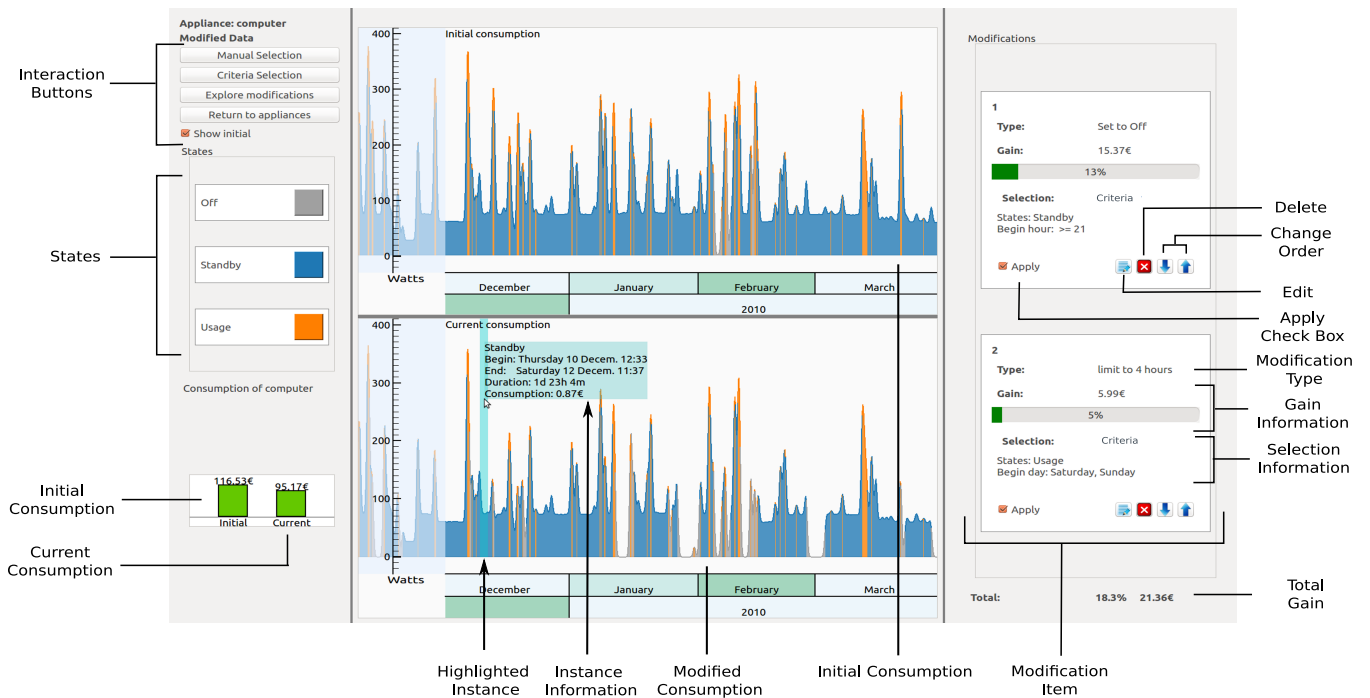 Appliance: computer
Modified Data
Manual Selection
Criteria Selection
Explore modifications
Return to appliances
Show initial
States
Off
Standby
Usage
Consumption of computer
116.53€
95.17€
Initial
Current
Interaction
Buttons
States
Initial
Consumption
Current
Consumption
Initial consumption
400
300
200
100
0
Watts
December
January
February
March
2010
Current consumption
400
300
200
100
0
Watts
Standby
Begin: Thursday 10 Decem. 12:33
End: Saturday 12 Decem. 11:37
Duration: 1d 23h 4m
Consumption: 0.87€
December
January
February
March
2010
Highlighted
Instance
Instance
Information
Modified
Consumption
Initial Consumption
Modification
Item
Modifications
1
Type: Set to Off
Gain: 15.37€
13%
Selection: Criteria
States: Standby
Begin hour: >= 21
Apply
2
Type: limit to 4 hours
Gain: 5.99€
5%
Selection: Criteria
States: Usage
Begin day: Saturday, Sunday
Apply
Total: 18.3% 21.36€
Delete
Change
Order
Edit
Apply
Check Box
Modification
Type
Gain
Information
Selection
Information
Total
Gain